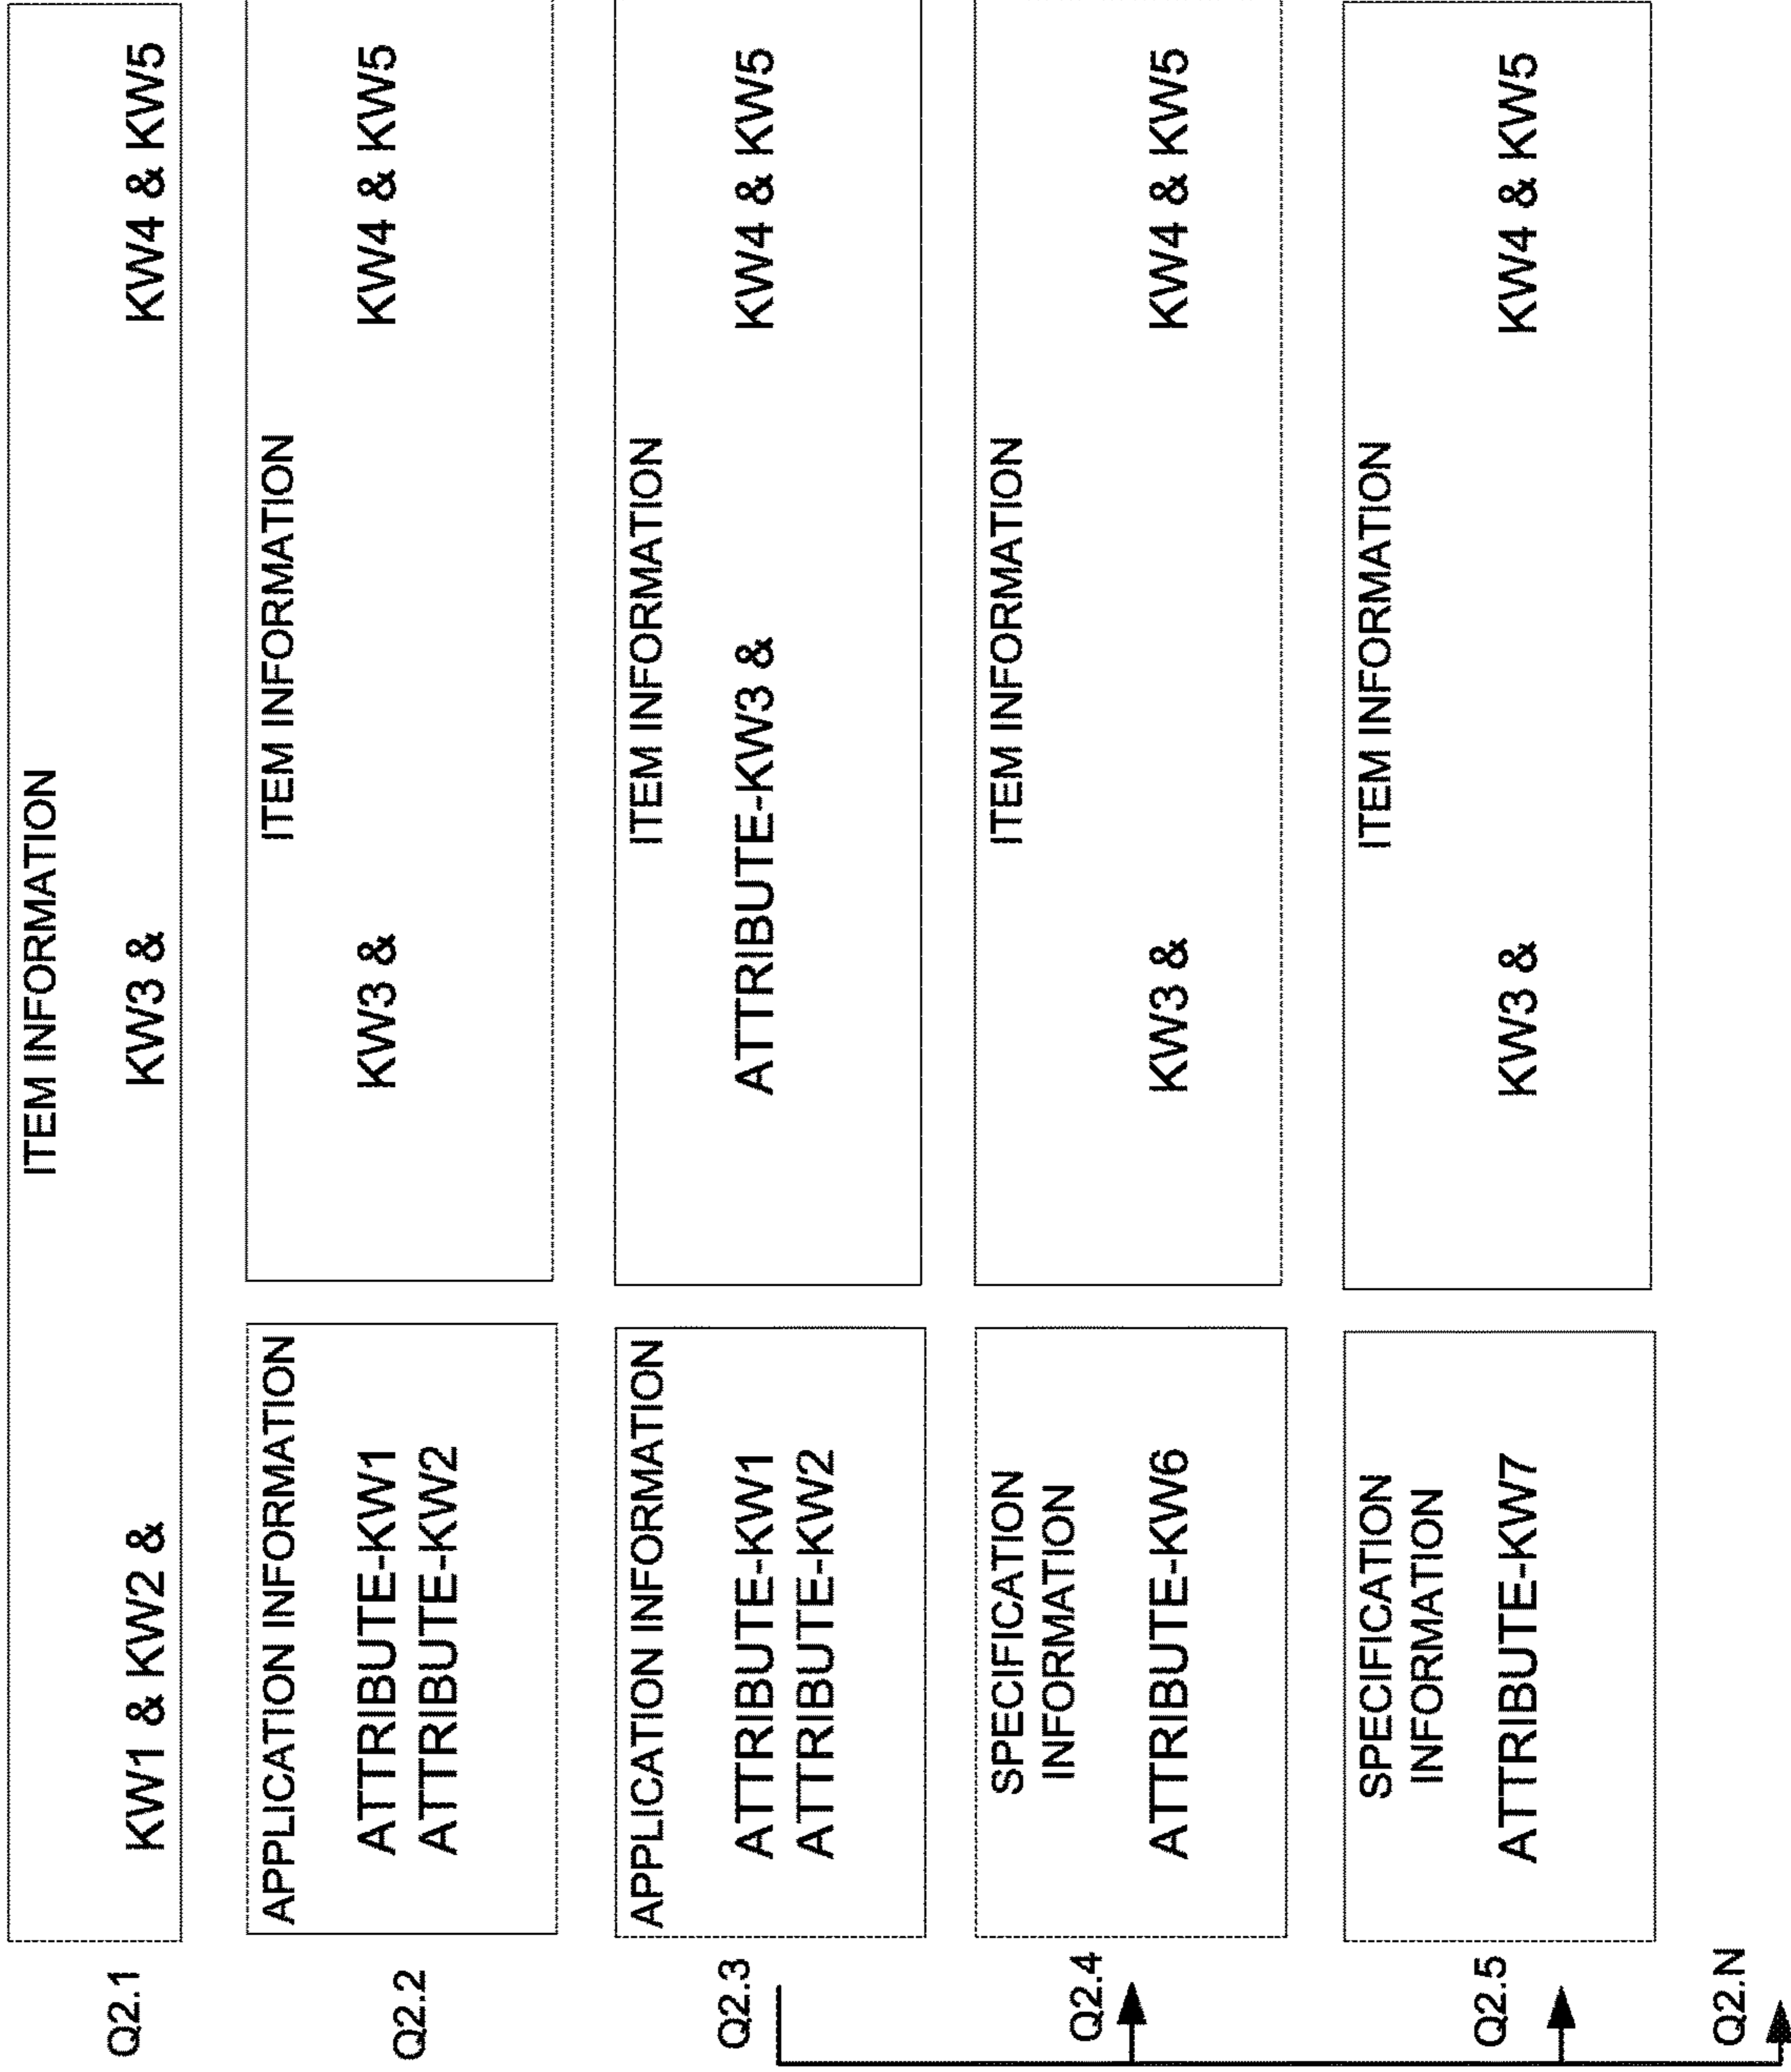 Q2.1
ITEM INFORMATION
KW1 & KW2 & KW3 & KW4 & KW5
Q2.2
APPLICATION INFORMATION
ATTRIBUTE-KW1
ATTRIBUTE-KW2
ITEM INFORMATION
KW3 & KW4 & KW5
Q2.3
APPLICATION INFORMATION
ATTRIBUTE-KW1
ATTRIBUTE-KW2
ITEM INFORMATION
ATTRIBUTE-KW3 & KW4 & KW5
Q2.4
SPECIFICATION
INFORMATION
ATTRIBUTE-KW6
ITEM INFORMATION
KW3 & KW4 & KW5
Q2.5
SPECIFICATION
INFORMATION
ATTRIBUTE-KW7
ITEM INFORMATION
KW3 & KW4 & KW5
Q2.N